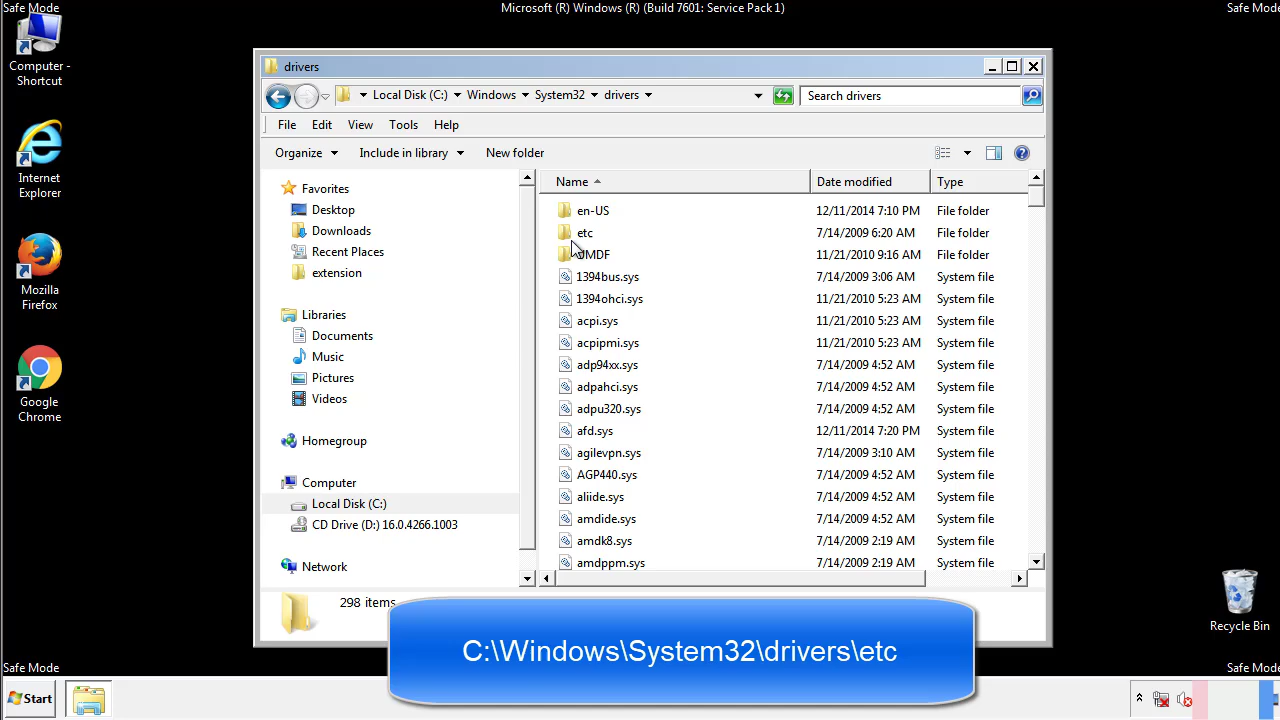 Safe Mode
Microsoft (R) Windows (R) (Build 7601: Service Pack 1)
Safe Mode
Computer -
Shortcut
Internet
Explorer
Mozilla
Firefox
Google
Chrome
drivers
Local Disk (C:) Windows System32 drivers
Search drivers
File Edit View Tools Help
Organize Include in library New folder
Favorites
Desktop
Downloads
Recent Places
extension
Libraries
Documents
Music
Pictures
Videos
Homegroup
Computer
Local Disk (C:)
CD Drive (D:) 16.0.4266.1003
Network
Name Date modified Type
en-US 12/11/2014 7:10 PM File folder
etc 7/14/2009 6:20 AM File folder
UMDF 11/21/2010 9:16 AM File folder
1394bus.sys 7/14/2009 3:06 AM System file
1394ohci.sys 11/21/2010 5:23 AM System file
acpi.sys 11/21/2010 5:23 AM System file
acpipmi.sys 11/21/2010 5:23 AM System file
adp94xx.sys 7/14/2009 4:52 AM System file
adpahci.sys 7/14/2009 4:52 AM System file
adpu320.sys 7/14/2009 4:52 AM System file
afd.sys 12/11/2014 7:20 PM System file
agilevpn.sys 7/14/2009 3:10 AM System file
AGP440.sys 7/14/2009 4:52 AM System file
aliide.sys 7/14/2009 4:52 AM System file
amdide.sys 7/14/2009 4:52 AM System file
amdk8.sys 7/14/2009 2:19 AM System file
amdppm.sys 7/14/2009 2:19 AM System file
298 items
C:\Windows\System32\drivers\etc
Recycle Bin
Safe Mode
Safe Mode
Start